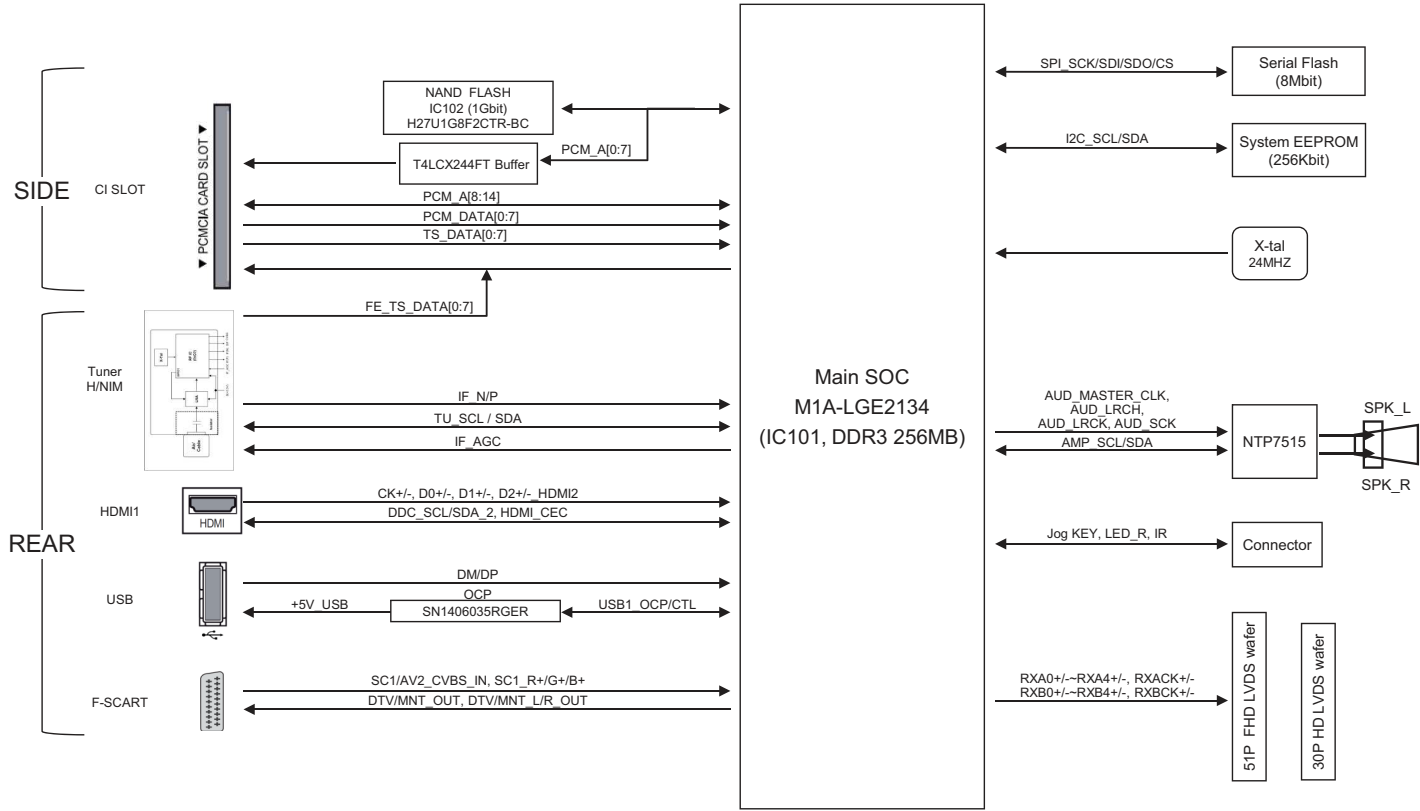 SIDE
CI SLOT
▼ PCMCIA CARD SLOT ▼
NAND FLASH
IC102 (1Gbit)
H27U1G8F2CTR-BC
T4LCX244FT Buffer
PCM_A[0:7]
PCM_A[8:14]
PCM_DATA[0:7]
TS_DATA[0:7]
FE_TS_DATA[0:7]
REAR
Tuner
H/NIM
IF_N/P
TU_SCL / SDA
IF_AGC
HDMI1
HDMI
CK+/-, D0+/-, D1+/-, D2+/-_HDMI2
DDC_SCL/SDA_2, HDMI_CEC
USB
DM/DP
OCP
+5V_USB
SN1406035RGER
USB1_OCP/CTL
F-SCART
SC1/AV2_CVBS_IN, SC1_R+/G+/B+
DTV/MNT_OUT, DTV/MNT_L/R_OUT
Main SOC
M1A-LGE2134
(IC101, DDR3 256MB)
SPI_SCK/SDI/SDO/CS
Serial Flash
(8Mbit)
I2C_SCL/SDA
System EEPROM
(256Kbit)
X-tal
24MHZ
AUD_MASTER_CLK,
AUD_LRCH,
AUD_LRCK, AUD_SCK
AMP_SCL/SDA
NTP7515
SPK_L
SPK_R
Jog KEY, LED_R, IR
Connector
RXA0+/-~RXA4+/-, RXACK+/-
RXB0+/-~RXB4+/-, RXBCK+/-
51P FHD LVDS wafer
30P HD LVDS wafer